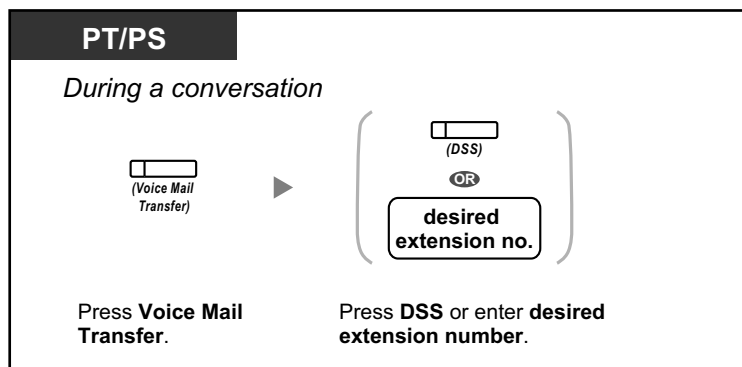 PT/PS
During a conversation
(Voice Mail
Transfer)
(DSS)
OR
desired
extension no.
Press Voice Mail
Transfer.
Press DSS or enter desired
extension number.